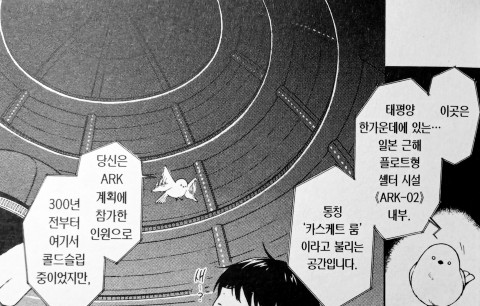 이곳은
태평양
한가운데에 있는…
일본 근해
플로트형
셸터 시설
《ARK-02》
내부.
통칭
'카스케트 룸'
이라고 불리는
공간입니다.
당신은
ARK
계획에
참가한
인원으로
300년
전부터
여기서
콜드슬립
중이었지만,